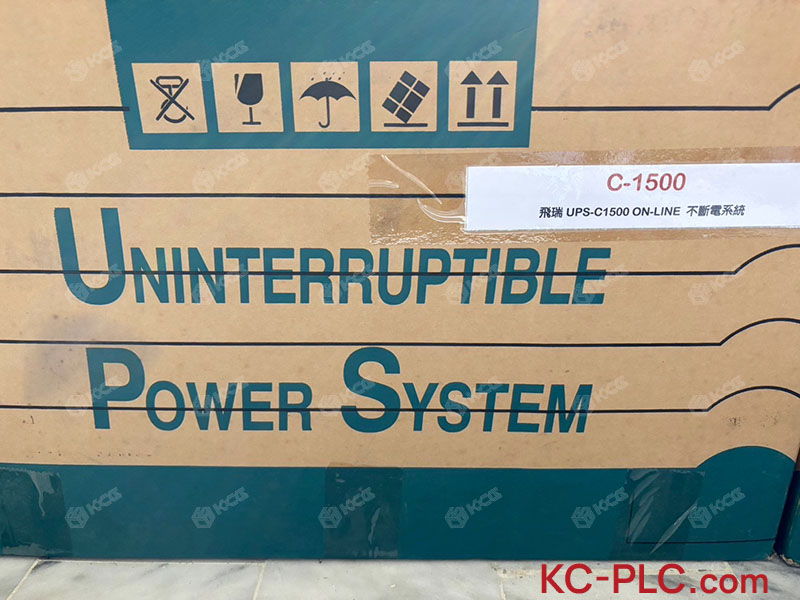 C-1500
飛瑞 UPS-C1500 ON-LINE 不斷電系統
UNINTERRUPTIBLE
POWER SYSTEM
KC-PLC.com